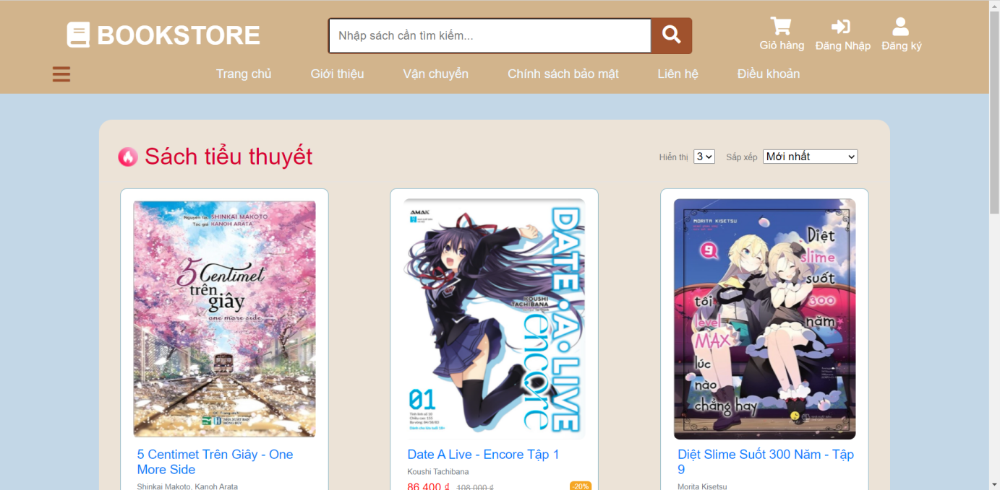 BOOKSTORE
Nhập sách cần tìm kiếm...
Giỏ hàng
Đăng Nhập
Đăng ký
Trang chủ
Giới thiệu
Vận chuyển
Chính sách bảo mật
Liên hệ
Điều khoản
Sách tiểu thuyết
Hiển thị
3
Sắp xếp
Mới nhất
Nguyên tác SHINKAI MAKOTO
Tác giả KANOH ARATA
5 Centimet
trên
giây
one more side
5 Centimet Trên Giây - One
More Side
Shinkai Makoto, Kanoh Arata
AMAK
DATE·A·LIVE
KOUSHI
TACHIBANA
encore
01
Date A Live - Encore Tập 1
Koushi Tachibana
86.400 ₫
108.000 ₫
-20%
MORITA KISETSU
9
Diệt
slime
suốt
300
năm
tôi
level
MAX
lúc
nào
chẳng hay
Diệt Slime Suốt 300 Năm - Tập
9
Morita Kisetsu